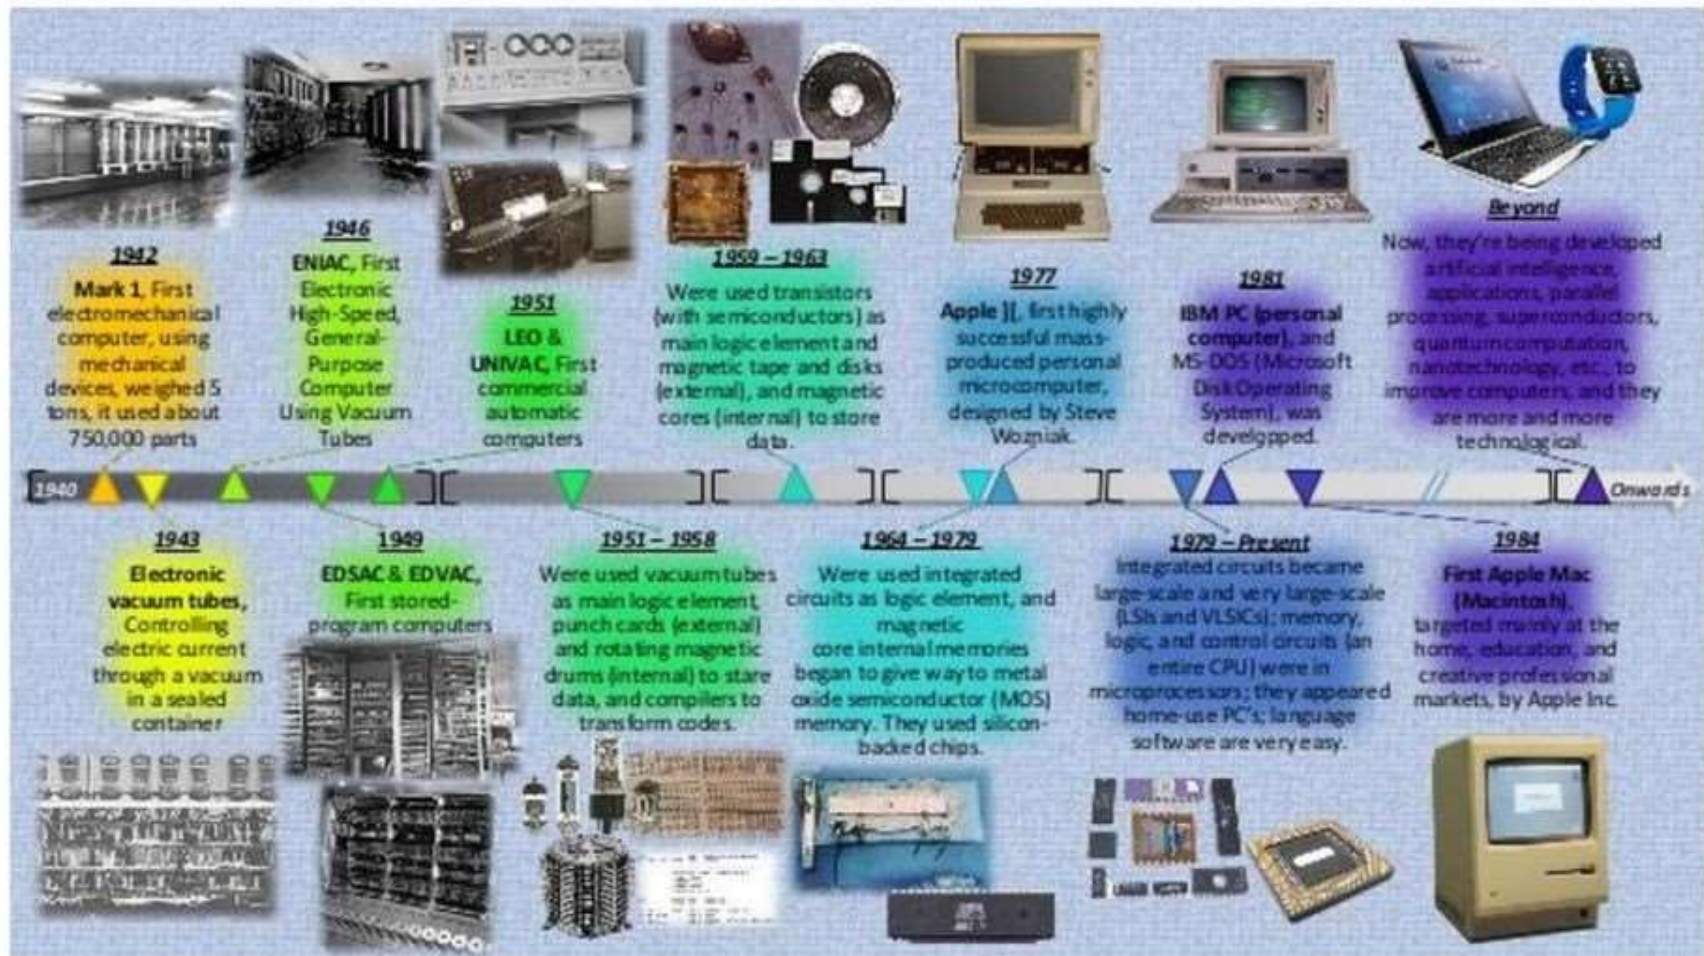 1942
Mark 1, First
electromechanical
computer, using
mechanical
devices, weighed 5
tons, it used about
750,000 parts
1946
ENIAC, First
Electronic
High-Speed,
General-
Purpose
Computer
Using Vacuum
Tubes
1951
LEO &
UNIVAC, First
commercial
automatic
computers
1959 – 1963
Were used transistors
(with semiconductors) as
main logic element and
magnetic tape and disks
(external), and magnetic
cores (internal) to store
data.
1977
Apple ][, first highly
successful mass-
produced personal
microcomputer,
designed by Steve
Wozniak.
1981
IBM PC (personal
computer), and
MS-DOS (Microsoft
Disk Operating
System), was
developped.
Beyond
Now, they're being developed
artificial intelligence,
applications, parallel
processing, superconductors,
quantum computation,
nanotechnology, etc., to
improve computers, and they
are more and more
technological.
1940
Onwards
1943
Electronic
vacuum tubes,
Controlling
electric current
through a vacuum
in a sealed
container
1949
EDSAC & EDVAC,
First stored-
program computers
1951 – 1958
Were used vacuum tubes
as main logic element,
punch cards (external)
and rotating magnetic
drums (internal) to stare
data, and compilers to
transform codes.
1964 – 1979
Were used integrated
circuits as logic element, and
magnetic
core internal memories
began to give way to metal
oxide semiconductor (MOS)
memory. They used silicon-
backed chips.
1979 – Present
Integrated circuits became
large-scale and very large-scale
(LSIs and VLSICs); memory,
logic, and control circuits (an
entire CPU) were in
microprocessors; they appeared
home-use PC's; language
software are very easy.
1984
First Apple Mac
(Macintosh),
targeted mainly at the
home, education, and
creative professional
markets, by Apple Inc.